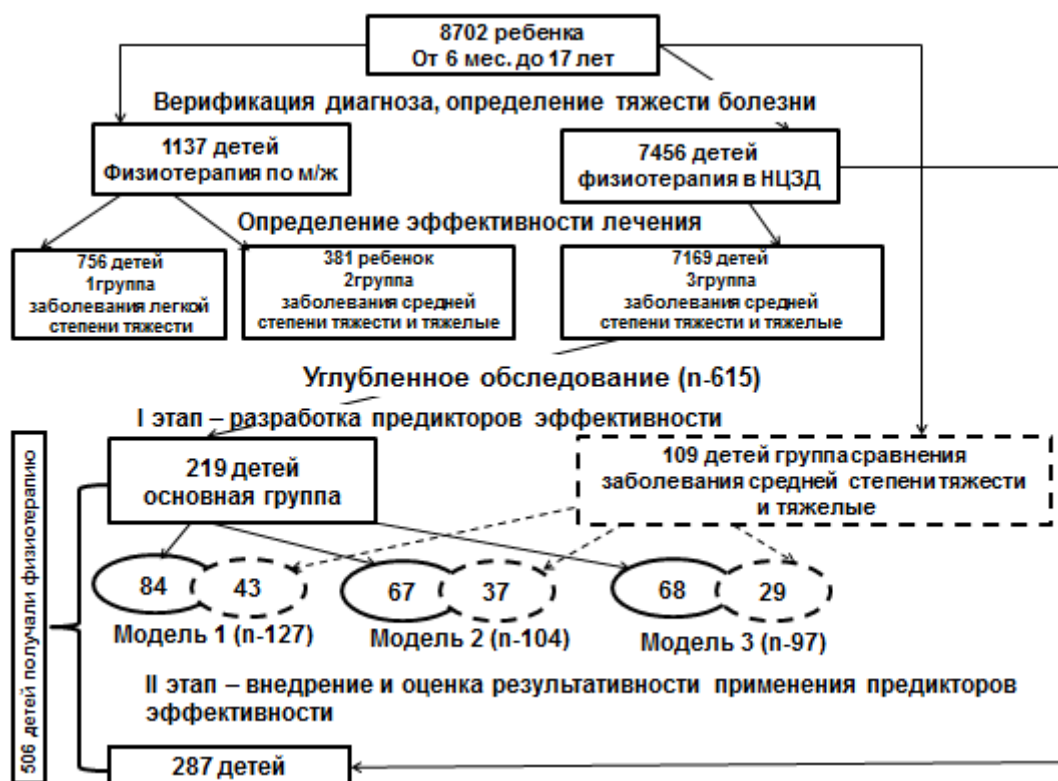 8702 ребенка
От 6 мес. до 17 лет
Верификация диагноза, определение тяжести болезни
1137 детей
Физиотерапия по м/ж
7456 детей
физиотерапия в НЦЗД
Определение эффективности лечения
756 детей
1группа
заболевания легкой
степени тяжести
381 ребенок
2группа
заболевания средней
степени тяжести и тяжелые
7169 детей
3группа
заболевания средней
степени тяжести и тяжелые
Углубленное обследование (n-615)
I этап – разработка предикторов эффективности
506 детей получали физиотерапию
219 детей
основная группа
109 детей группа сравнения
заболевания средней степени тяжести
и тяжелые
84
43
67
37
68
29
Модель 1 (n-127)
Модель 2 (n-104)
Модель 3 (n-97)
II этап – внедрение и оценка результативности применения предикторов
эффективности
287 детей